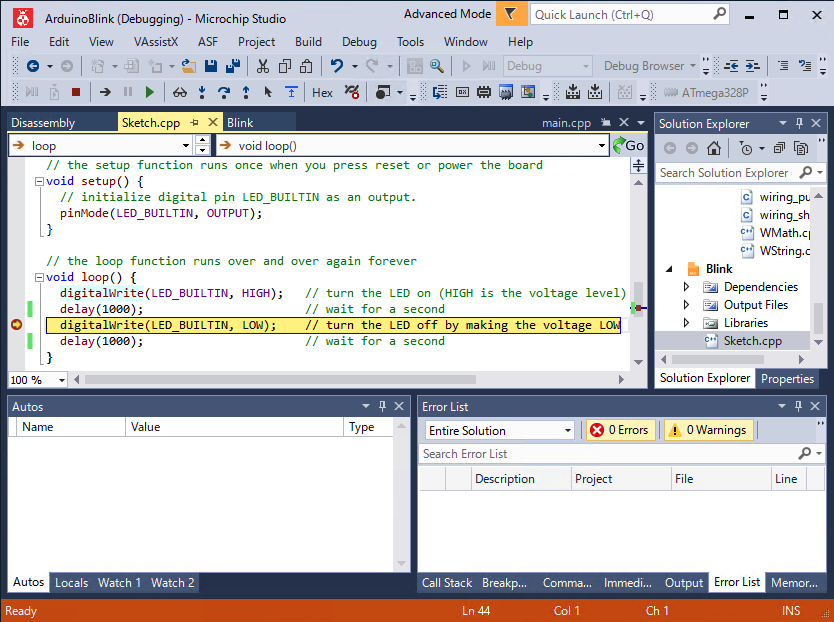 ArduinoBlink (Debugging) - Microchip Studio
Advanced Mode
Quick Launch (Ctrl+Q)
File Edit View VAssistX ASF Project Build Debug Tools Window Help
Debug Debug Browser
Hex ATmega328P
Disassembly Sketch.cpp Blink main.cpp
loop void loop() Go
// the setup function runs once when you press reset or power the board
void setup() {
// initialize digital pin LED_BUILTIN as an output.
pinMode(LED_BUILTIN, OUTPUT);
}
// the loop function runs over and over again forever
void loop() {
digitalWrite(LED_BUILTIN, HIGH); // turn the LED on (HIGH is the voltage level)
delay(1000); // wait for a second
digitalWrite(LED_BUILTIN, LOW); // turn the LED off by making the voltage LOW
delay(1000); // wait for a second
}
100 %
Solution Explorer
Search Solution Explorer
wiring_pu
wiring_sh
WMath.cp
WString.c
Blink
Dependencies
Output Files
Libraries
Sketch.cpp
Solution Explorer Properties
Autos
Name Value Type
Autos Locals Watch 1 Watch 2
Error List
Entire Solution 0 Errors 0 Warnings
Search Error List
Description Project File Line
Call Stack Breakp... Comma... Immedi... Output Error List Memor...
Ready Ln 44 Col 1 Ch 1 INS